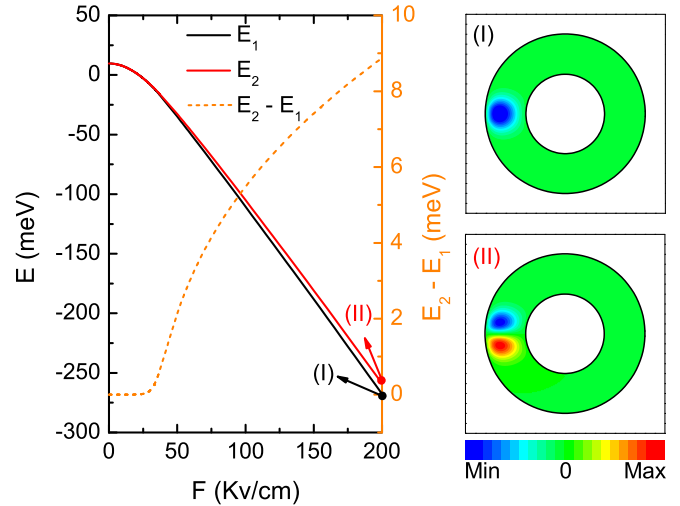 50
0
-50
-100
-150
-200
-250
-300
E (meV)
0 50 100 150 200
F (Kv/cm)
E1
E2
E2 - E1
10
8
6
4
2
0
E2 - E1 (meV)
(II)
(I)
(I)
(II)
Min 0 Max